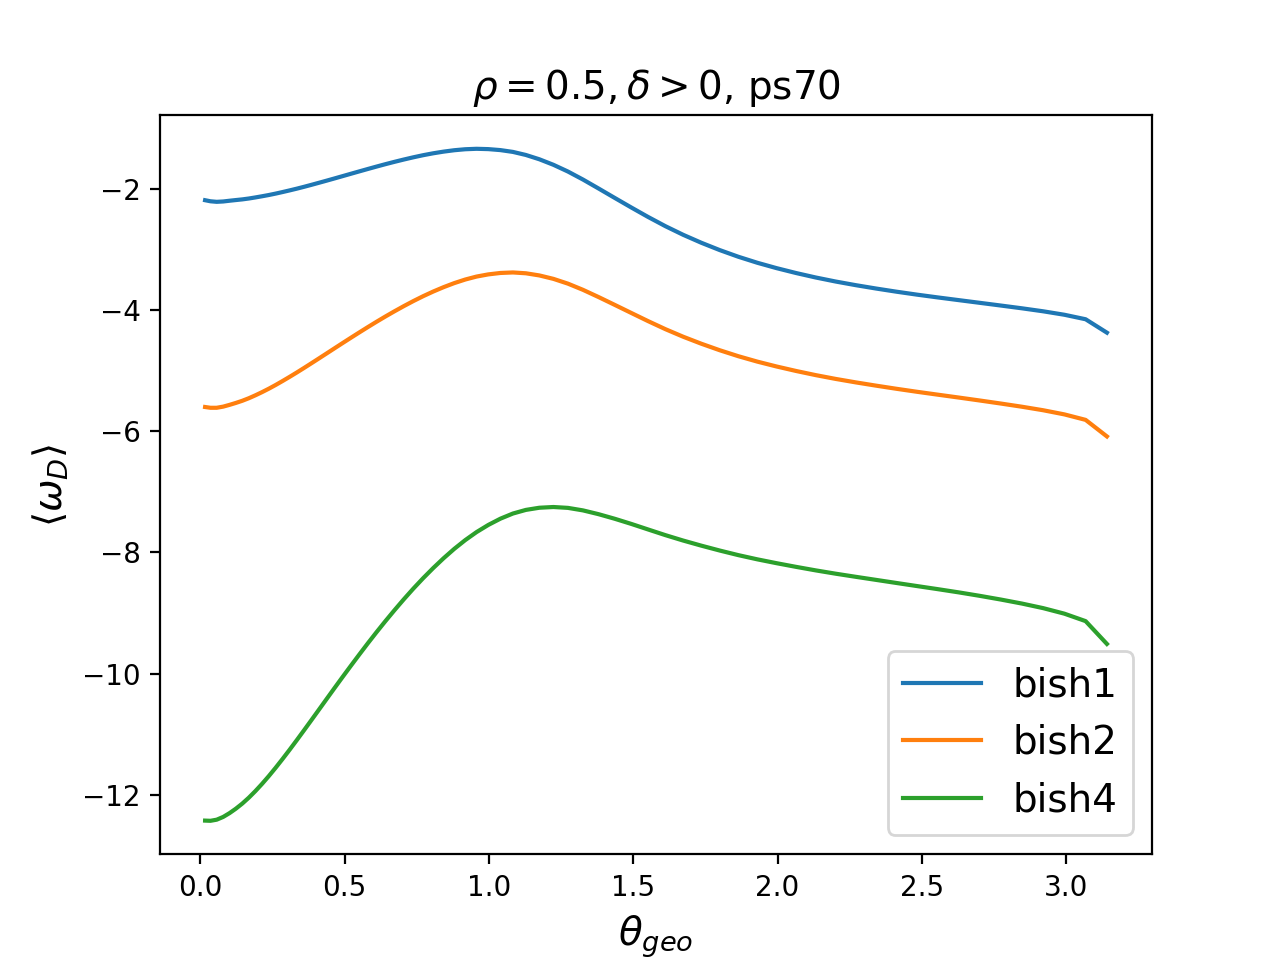 ρ = 0.5, δ > 0, ps70
−2
−4
−6
−8
−10
−12
⟨ω_D⟩
0.0 0.5 1.0 1.5 2.0 2.5 3.0
θ_geo
bish1
bish2
bish4